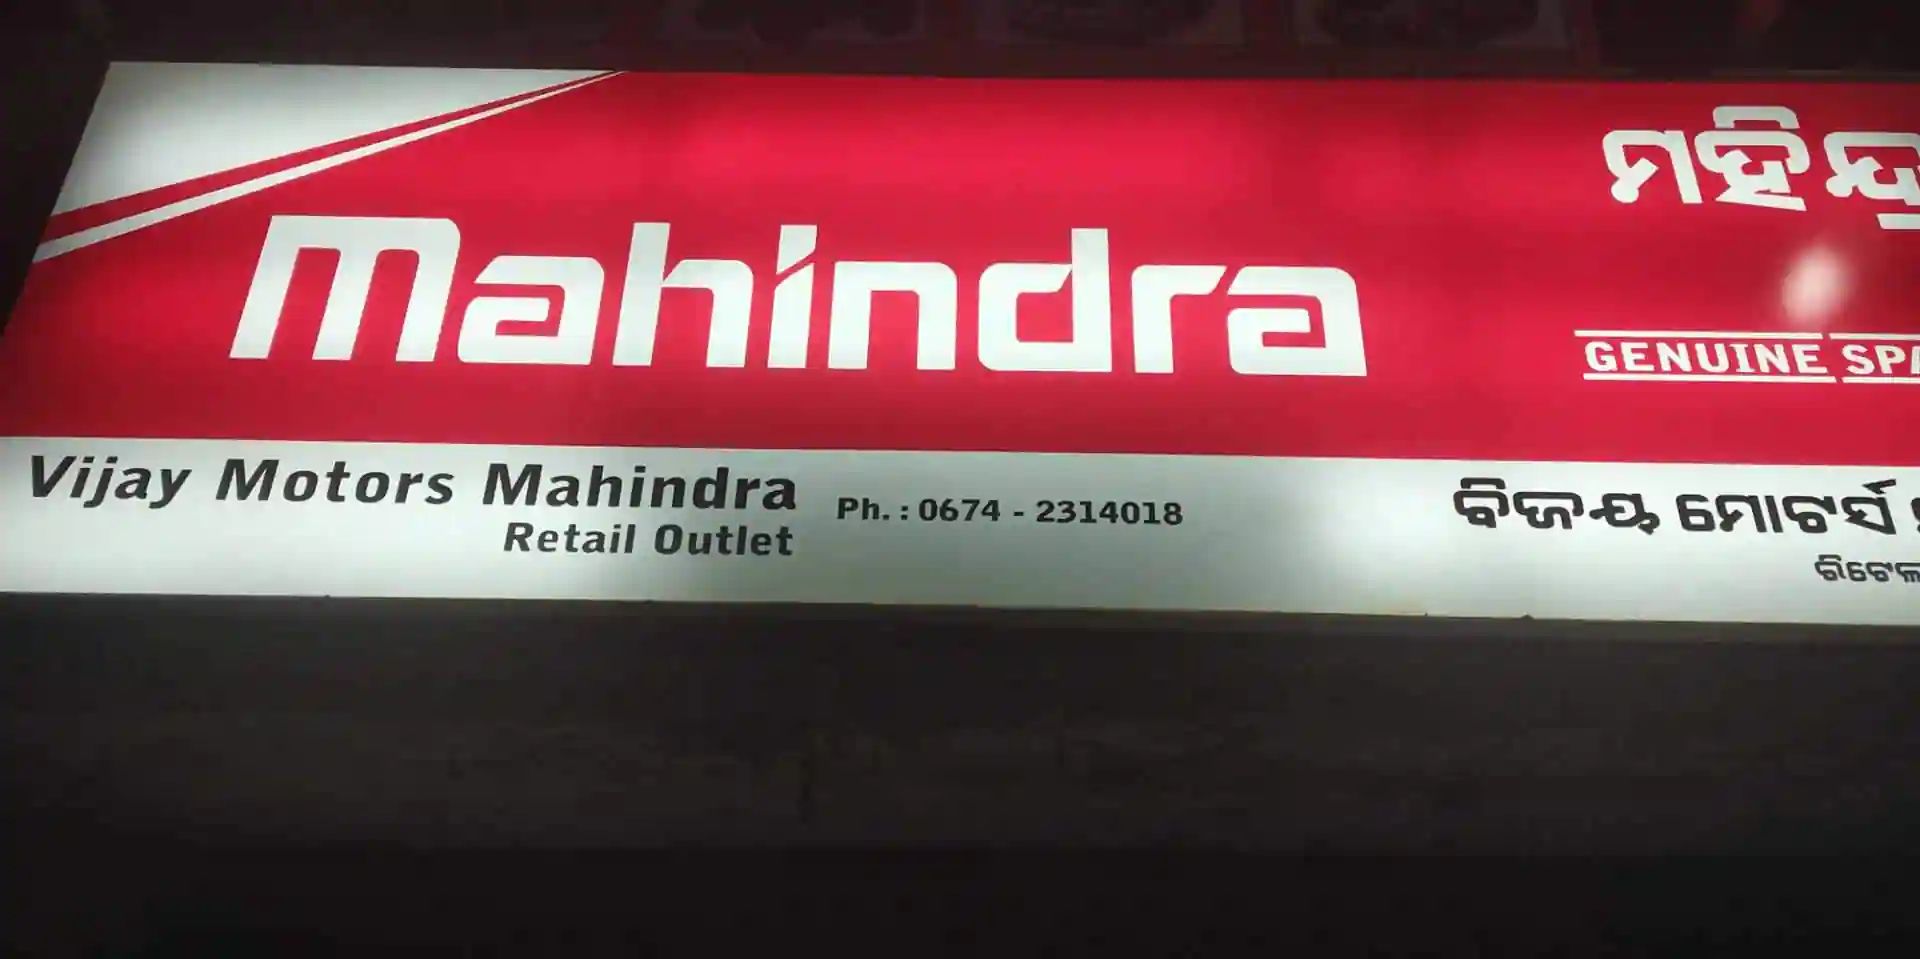 mahindra
ମହିନ୍ଦ୍ରା
GENUINE
Vijay Motors Mahindra
Retail Outlet
Ph. : 0674 - 2314018
ବିଜୟ ମୋଟର୍ସ